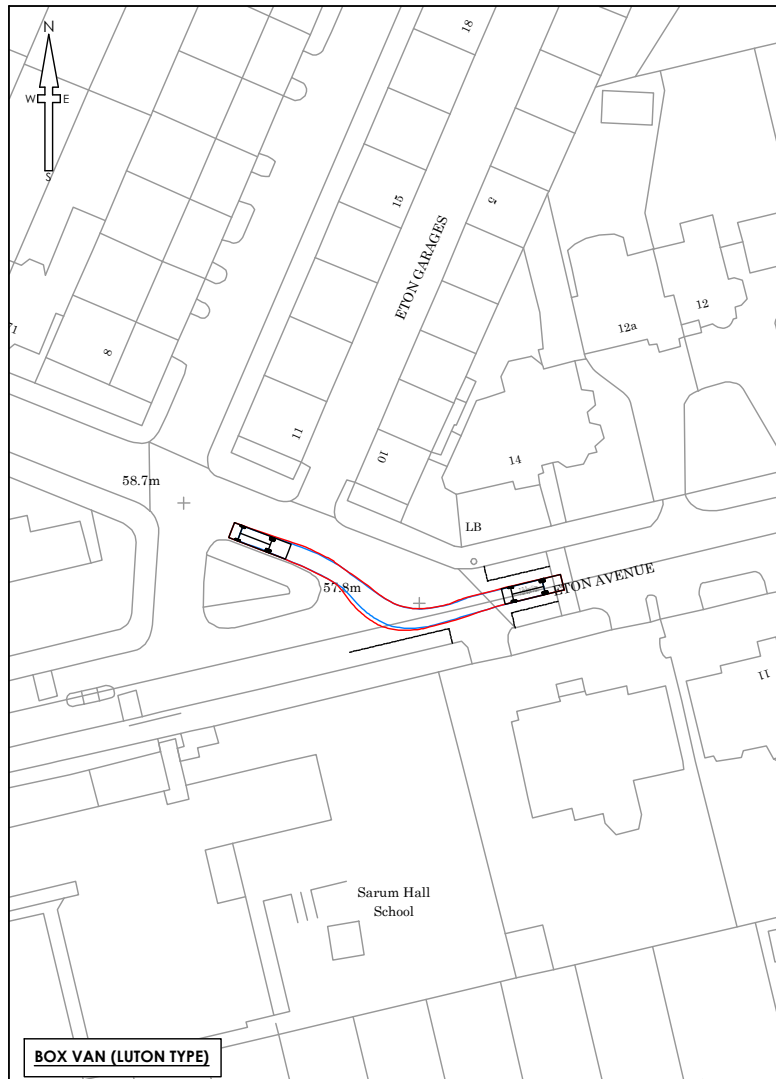 N
W E
S
18
15
5
ETON GARAGES
12
12a
8
11
10
14
58.7m
LB
57.8m
ETON AVENUE
11
Sarum Hall
School
BOX VAN (LUTON TYPE)